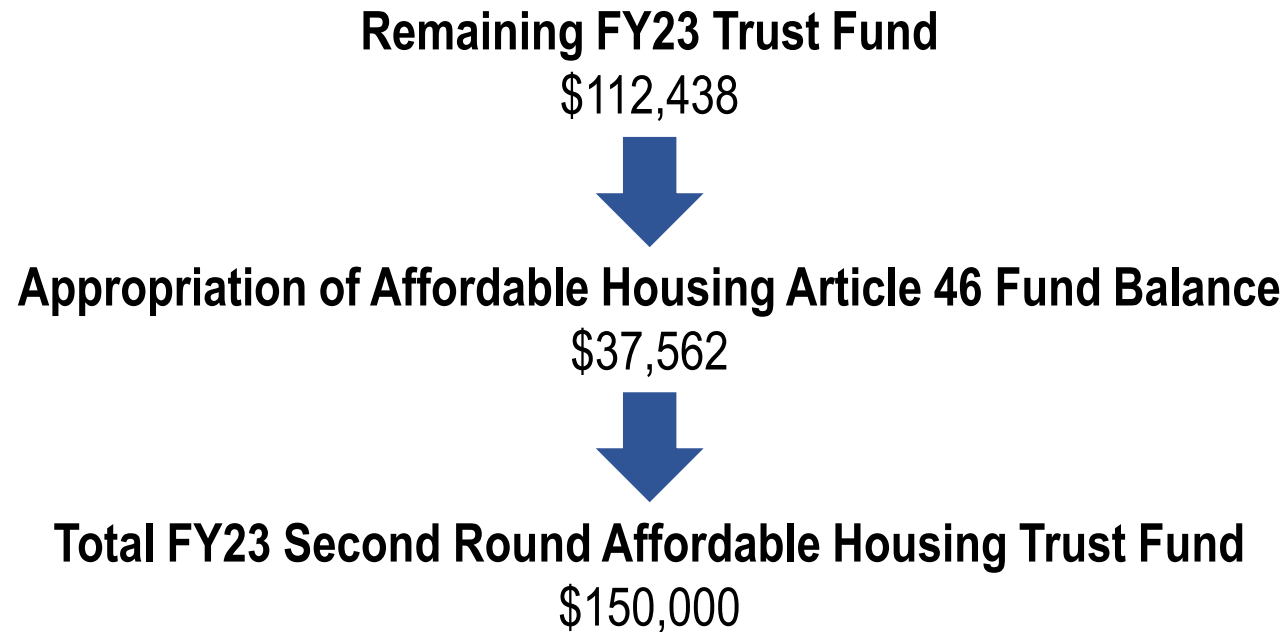 Remaining FY23 Trust Fund
$112,438
Appropriation of Affordable Housing Article 46 Fund Balance
$37,562
Total FY23 Second Round Affordable Housing Trust Fund
$150,000